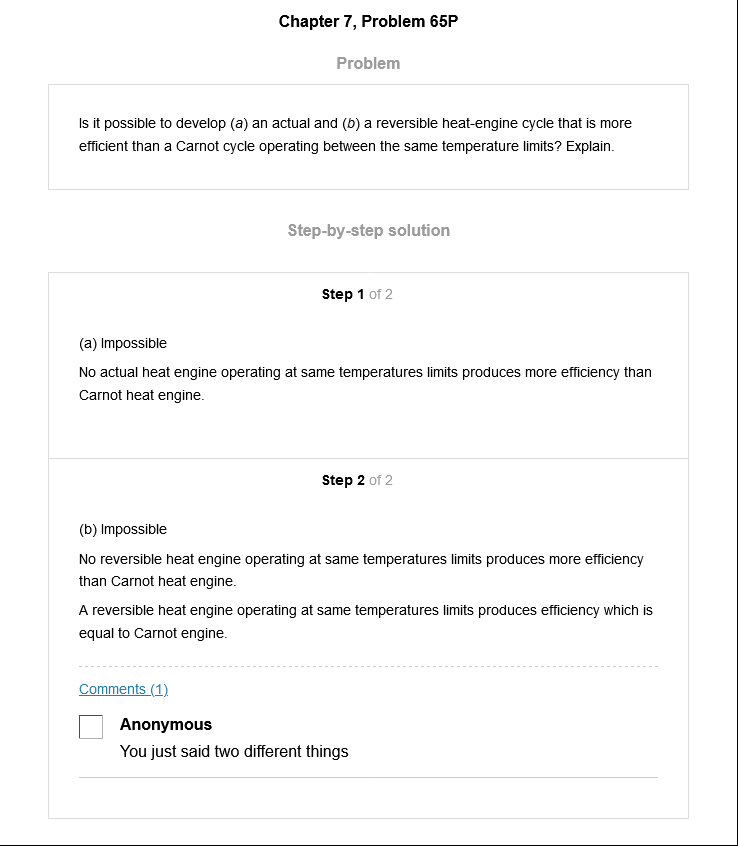 Chapter 7, Problem 65P
Problem
Is it possible to develop (a) an actual and (b) a reversible heat-engine cycle that is more
efficient than a Carnot cycle operating between the same temperature limits? Explain.
Step-by-step solution
Step 1 of 2
(a) Impossible
No actual heat engine operating at same temperatures limits produces more efficiency than
Carnot heat engine.
Step 2 of 2
(b) Impossible
No reversible heat engine operating at same temperatures limits produces more efficiency
than Carnot heat engine.
A reversible heat engine operating at same temperatures limits produces efficiency which is
equal to Carnot engine.
Comments (1)
Anonymous
You just said two different things